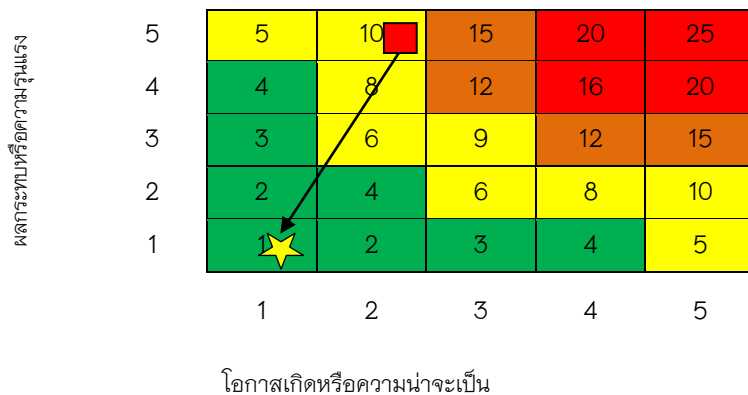 ผลกระทบหรือความรุนแรง
5 5 10 15 20 25
4 4 8 12 16 20
3 3 6 9 12 15
2 2 4 6 8 10
1 1 2 3 4 5
1 2 3 4 5
โอกาสเกิดหรือความน่าจะเป็น